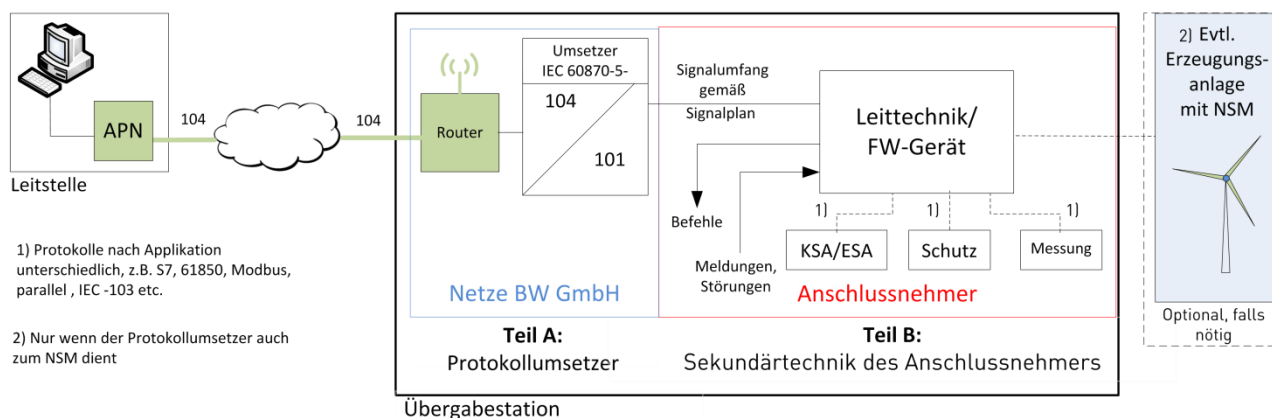 APN
Leitstelle
104
104
Router
Umsetzer
IEC 60870-5-
104
101
Signalumfang
gemäß
Signalplan
Befehle
Meldungen,
Störungen
Leittechnik/
FW-Gerät
1)
1)
1)
KSA/ESA
Schutz
Messung
Netze BW GmbH
Anschlussnehmer
Teil A:
Protokollumsetzer
Teil B:
Sekundärtechnik des Anschlussnehmers
Übergabestation
2) Evtl.
Erzeugungs-
anlage
mit NSM
Optional, falls
nötig
1) Protokolle nach Applikation
unterschiedlich, z.B. S7, 61850, Modbus,
parallel , IEC -103 etc.
2) Nur wenn der Protokollumsetzer auch
zum NSM dient